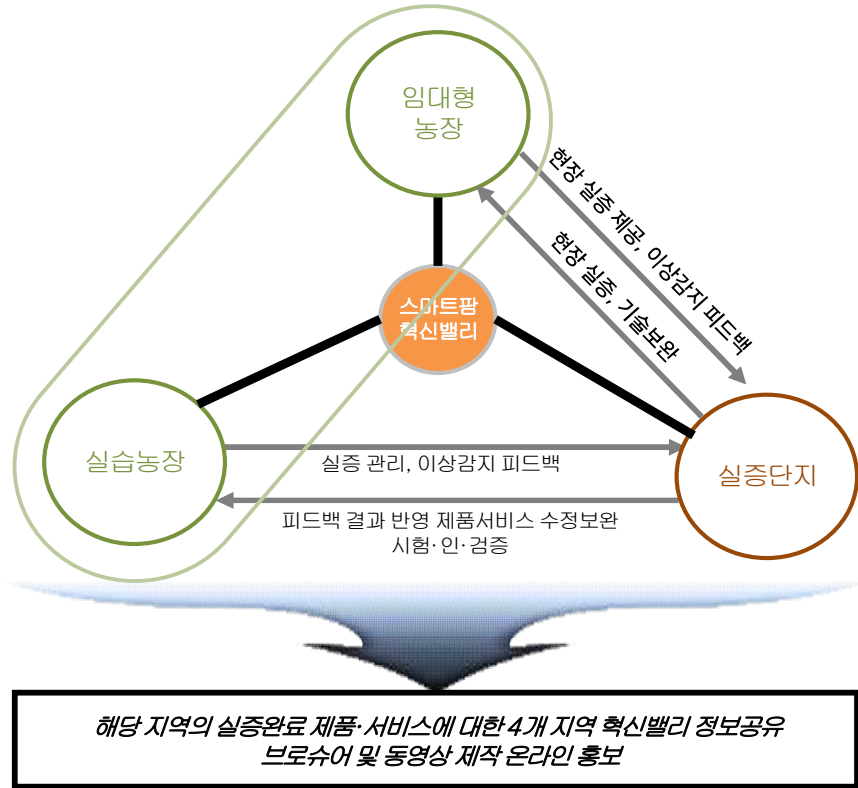 임대형
농장
현장 실증 제공, 이상감지 피드백
현장 실증, 기술보완
스마트팜
혁신밸리
실습농장
실증 관리, 이상감지 피드백
실증단지
피드백 결과 반영 제품서비스 수정보완
시험·인·검증
해당 지역의 실증완료 제품·서비스에 대한 4개 지역 혁신밸리 정보공유
브로슈어 및 동영상 제작 온라인 홍보